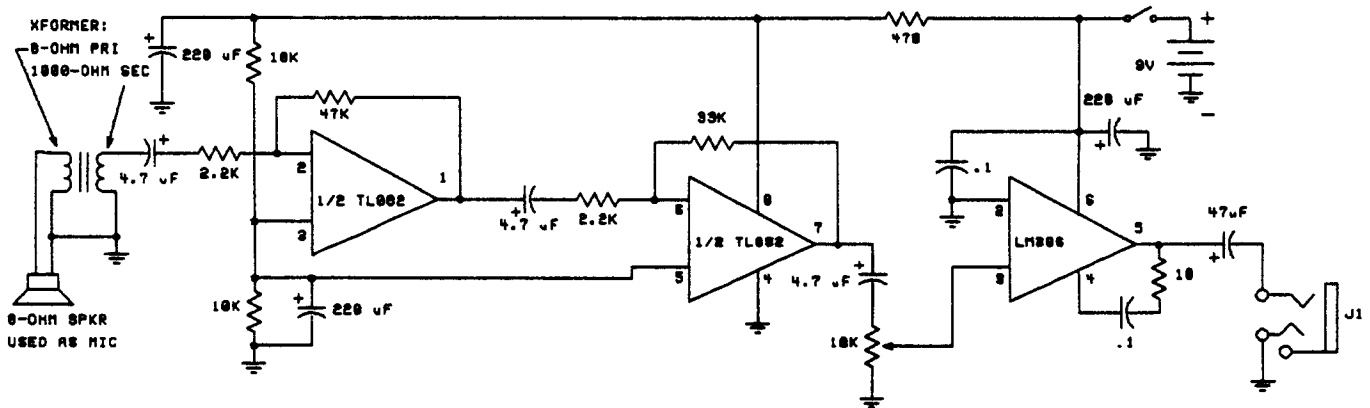 XFORMER:
8-OHM PRI
1000-OHM SEC
+
220 uF
10K
470
+
9V
-
47K
33K
220 uF
+
+
4.7 uF
2.2K
2
3
1
1/2 TL082
+
4.7 uF
2.2K
6
5
8
7
4
1/2 TL082
.1
2
3
6
5
4
LM386
47uF
+
10
.1
+
4.7 uF
10K
10K
+
220 uF
8-OHM SPKR
USED AS MIC
J1